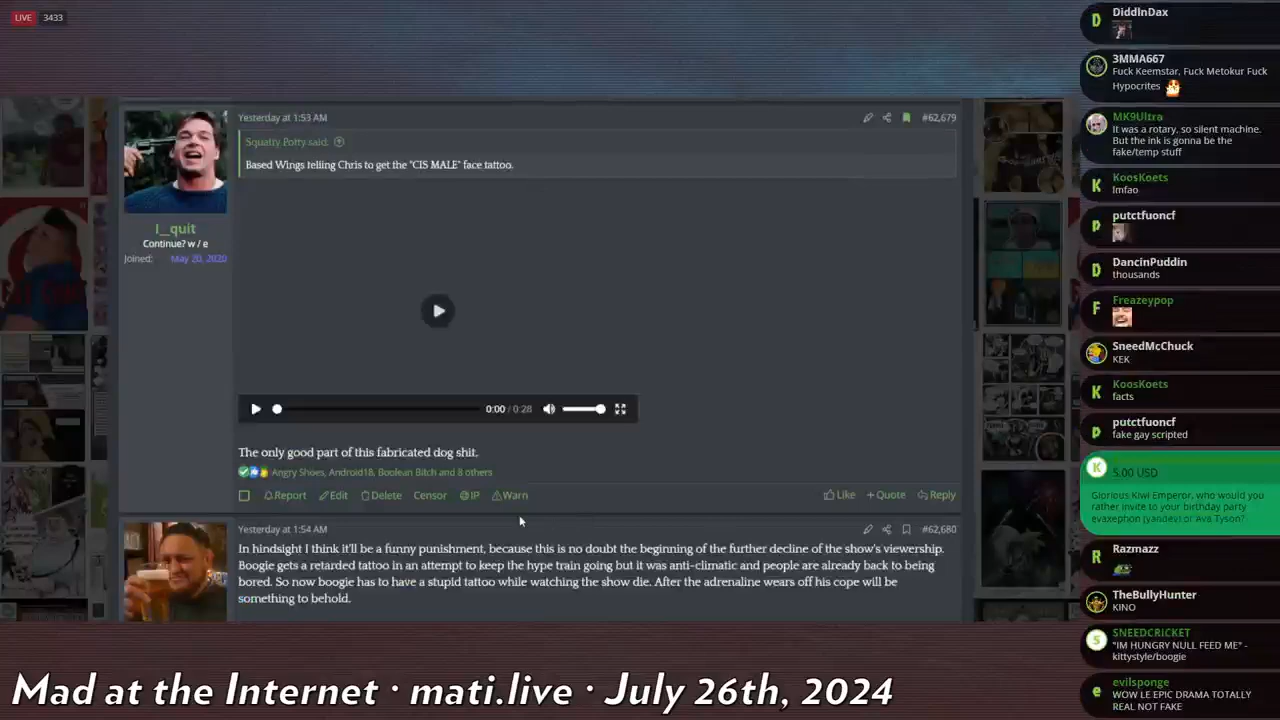 LIVE 3433
Yesterday at 1:53 AM
#62,679
Squatty Potty said:
Based Wings telling Chris to get the "CIS MALE" face tattoo.
I_quit
Continue? w / e
Joined: May 20, 2020
0:00 / 0:28
The only good part of this fabricated dog shit.
Angry Shoes, Android18, Boolean Bitch and 8 others
Report Edit Delete Censor IP Warn
Like + Quote Reply
Yesterday at 1:54 AM
#62,680
In hindsight I think it'll be a funny punishment, because this is no doubt the beginning of the further decline of the show's viewership.
Boogie gets a retarded tattoo in an attempt to keep the hype train going but it was anti-climatic and people are already back to being
bored. So now boogie has to have a stupid tattoo while watching the show die. After the adrenaline wears off his cope will be
something to behold.
D
DiddInDax
3MMA667
Fuck Keemstar, Fuck Metokur Fuck
Hypocrites
MK9Ultra
It was a rotary, so silent machine.
But the ink is gonna be the
fake/temp stuff
K
KoosKoets
lmfao
p
putctfuoncf
D
DancinPuddin
thousands
F
Freazeypop
SneedMcChuck
KEK
K
KoosKoets
facts
p
putctfuoncf
fake gay scripted
K
5.00 USD
Glorious Kiwi Emperor, who would you
rather invite to your birthday party
evaxephon (yandev) or Ava Tyson?
R
Razmazz
TheBullyHunter
KINO
S
SNEEDCRICKET
"IM HUNGRY NULL FEED ME" -
kittystyle/boogie
e
evilsponge
WOW LE EPIC DRAMA TOTALLY
REAL NOT FAKE
Mad at the Internet · mati.live · July 26th, 2024